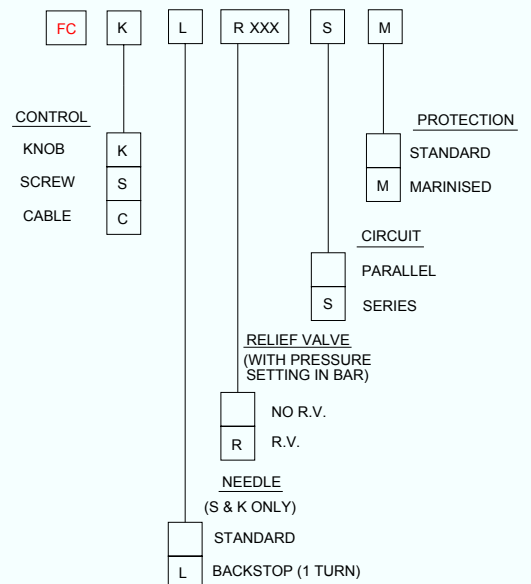 FC K L R XXX S M
CONTROL
KNOB K
SCREW S
CABLE C
PROTECTION
STANDARD
M MARINISED
CIRCUIT
PARALLEL
S SERIES
RELIEF VALVE
(WITH PRESSURE
SETTING IN BAR)
NO R.V.
R R.V.
NEEDLE
(S & K ONLY)
STANDARD
L BACKSTOP (1 TURN)